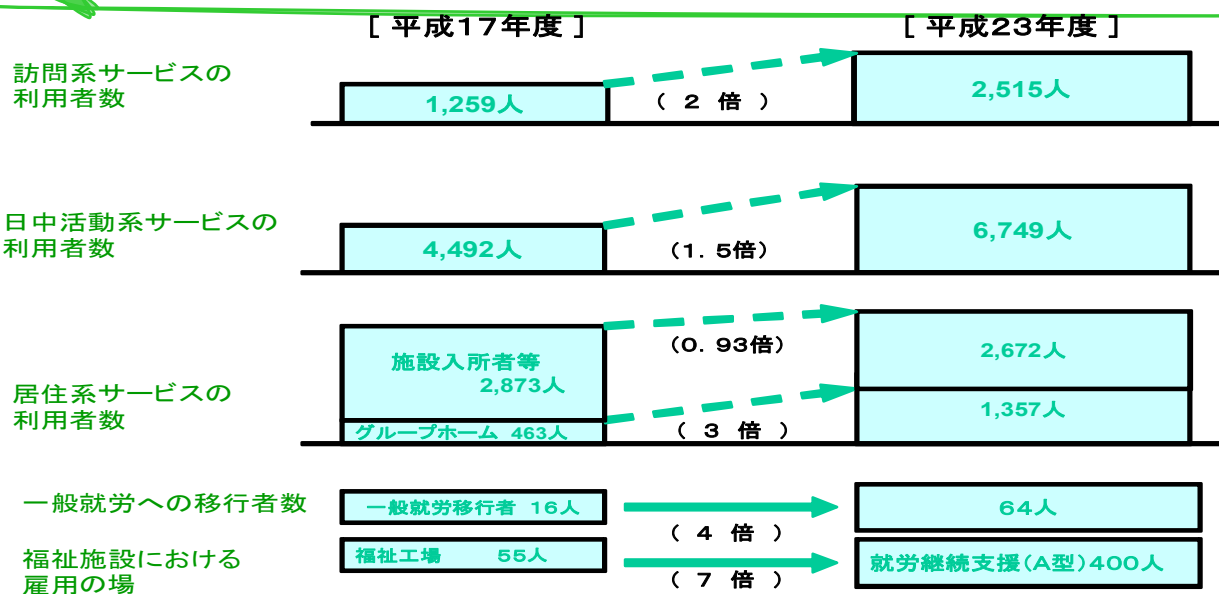 [ 平成17年度 ]
[ 平成23年度 ]
訪問系サービスの
利用者数
1,259人
( 2 倍 )
2,515人
日中活動系サービスの
利用者数
4,492人
(1. 5倍)
6,749人
居住系サービスの
利用者数
施設入所者等
2,873人
(0. 93倍)
2,672人
グループホーム 463人
( 3 倍 )
1,357人
一般就労への移行者数
一般就労移行者 16人
( 4 倍 )
64人
福祉施設における
雇用の場
福祉工場 55人
( 7 倍 )
就労継続支援(A型)400人